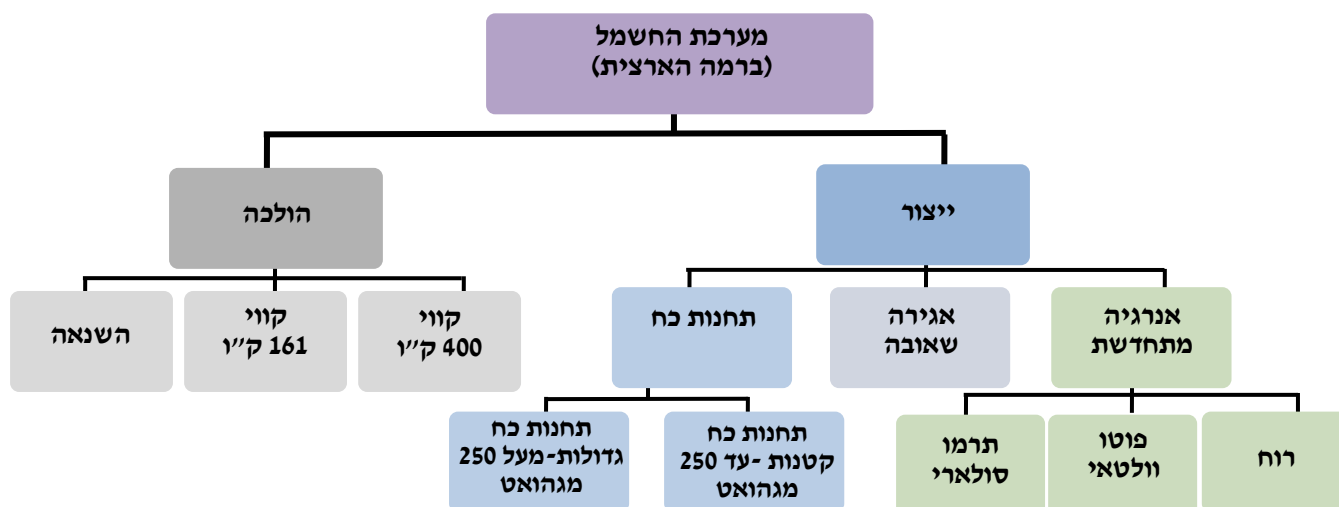 מערכת החשמל
(ברמה הארצית)
ייצור
הולכה
אנרגיה
מתחדשת
אגירה
שאובה
תחנות כח
קווי
400 ק"ו
קווי
161 ק"ו
השנאה
רוח
פוטו
וולטאי
תרמו
סולארי
תחנות כח
קטנות -עד 250
מגהואט
תחנות כח
גדולות-מעל 250
מגהואט